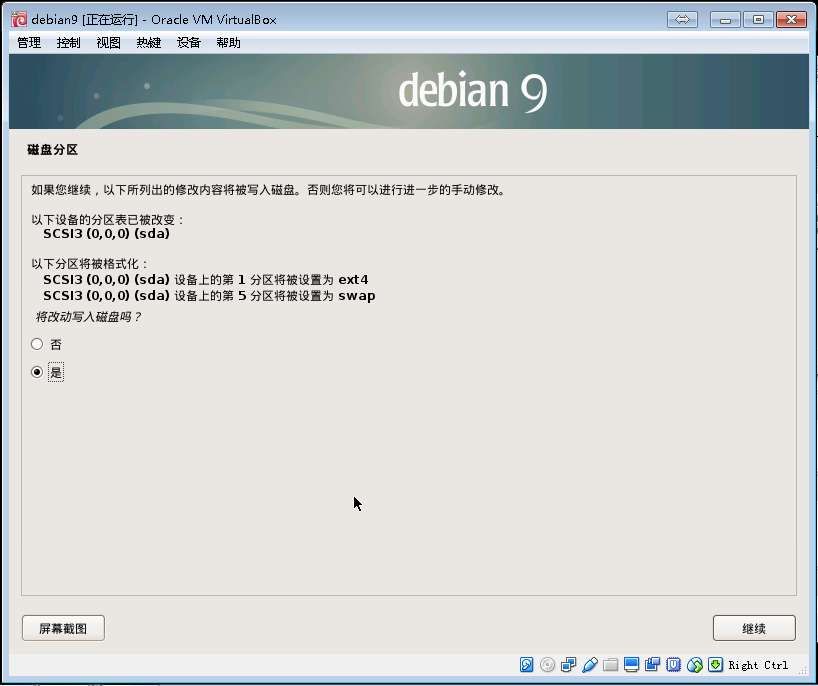 debian9 [正在运行] - Oracle VM VirtualBox
管理 控制 视图 热键 设备 帮助
debian 9
磁盘分区
如果您继续，以下所列出的修改内容将被写入磁盘。否则您将可以进行进一步的手动修改。
以下设备的分区表已被改变：
SCSI3 (0,0,0) (sda)
以下分区将被格式化：
SCSI3 (0,0,0) (sda) 设备上的第 1 分区将被设置为 ext4
SCSI3 (0,0,0) (sda) 设备上的第 5 分区将被设置为 swap
将改动写入磁盘吗？
否
是
屏幕截图 继续
Right Ctrl